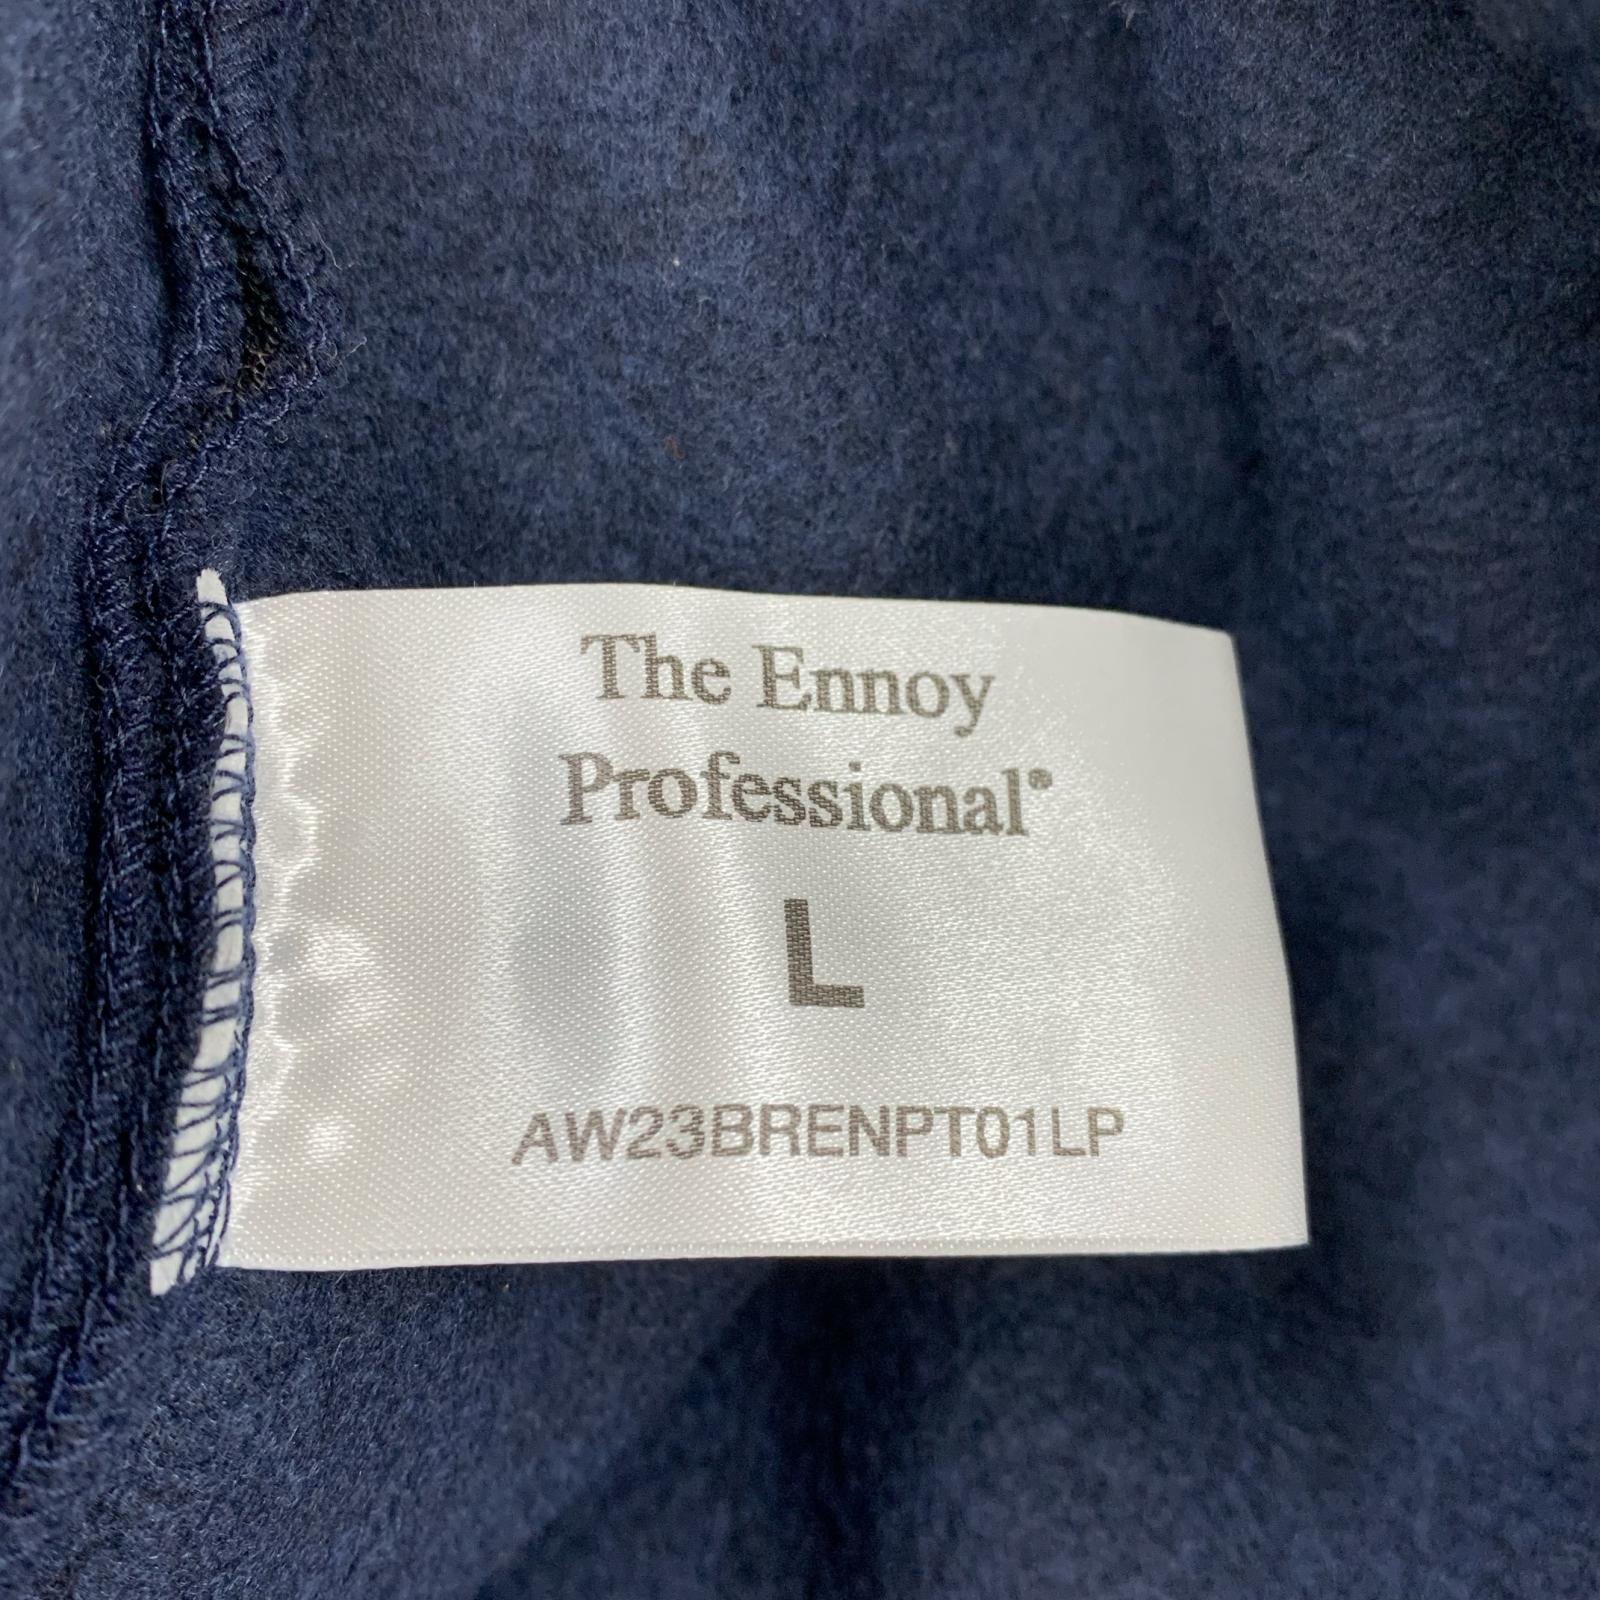 The Ennoy
Professional®
L
AW23BRENPT01LP